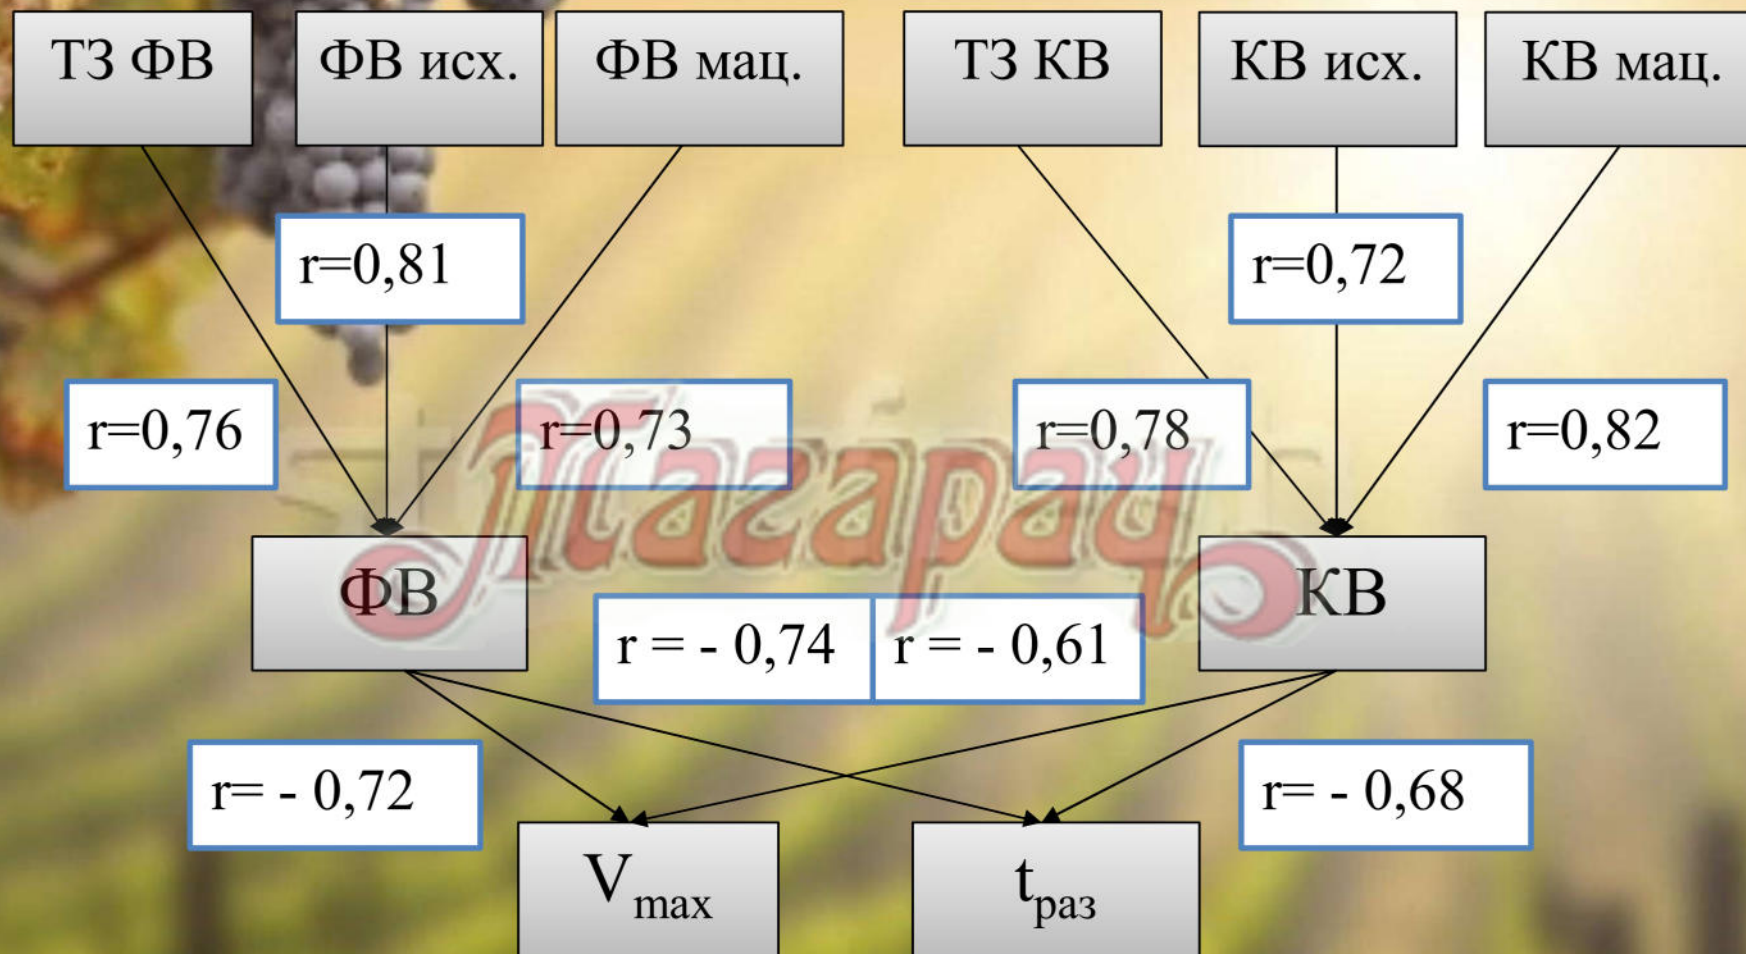 ТЗ ФВ
ФВ исх.
ФВ мац.
ТЗ КВ
КВ исх.
КВ мац.
r=0,81
r=0,72
r=0,76
r=0,73
r=0,78
r=0,82
Магарач
ФВ
КВ
r = - 0,74
r = - 0,61
r= - 0,72
r= - 0,68
Vmax
tраз